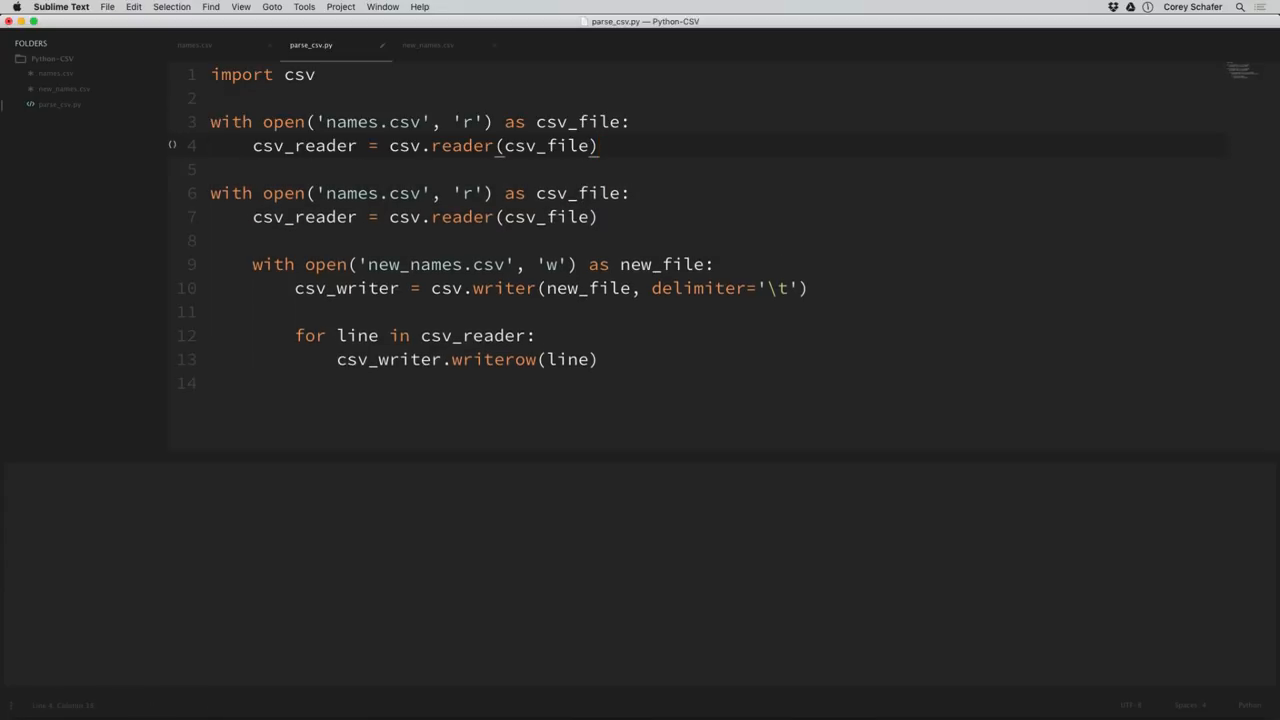 Sublime Text File Edit Selection Find View Goto Tools Project Window Help Corey Schafer
parse_csv.py — Python-CSV
FOLDERS
Python-CSV
names.csv
new_names.csv
parse_csv.py
names.csv parse_csv.py new_names.csv
1 import csv
2
3 with open('names.csv', 'r') as csv_file:
() 4     csv_reader = csv.reader(csv_file)
5
6 with open('names.csv', 'r') as csv_file:
7     csv_reader = csv.reader(csv_file)
8
9     with open('new_names.csv', 'w') as new_file:
10         csv_writer = csv.writer(new_file, delimiter='\t')
11
12         for line in csv_reader:
13             csv_writer.writerow(line)
14
UTF-8 Spaces: 4 Python